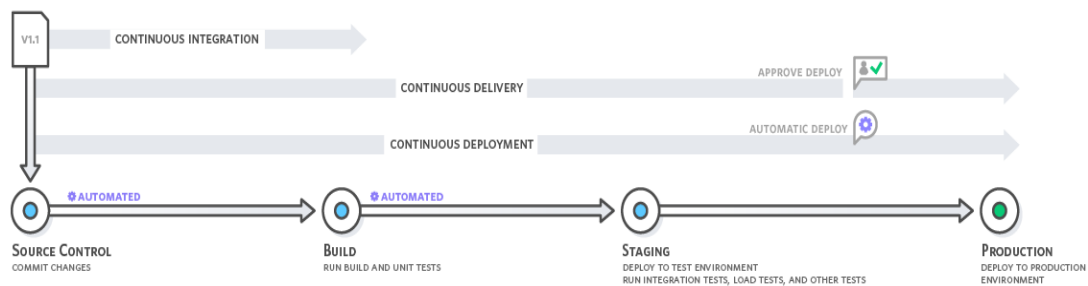 V1.1
CONTINUOUS INTEGRATION
APPROVE DEPLOY
CONTINUOUS DELIVERY
AUTOMATIC DEPLOY
CONTINUOUS DEPLOYMENT
AUTOMATED
AUTOMATED
SOURCE CONTROL
COMMIT CHANGES
BUILD
RUN BUILD AND UNIT TESTS
STAGING
DEPLOY TO TEST ENVIRONMENT
RUN INTEGRATION TESTS, LOAD TESTS, AND OTHER TESTS
PRODUCTION
DEPLOY TO PRODUCTION
ENVIRONMENT